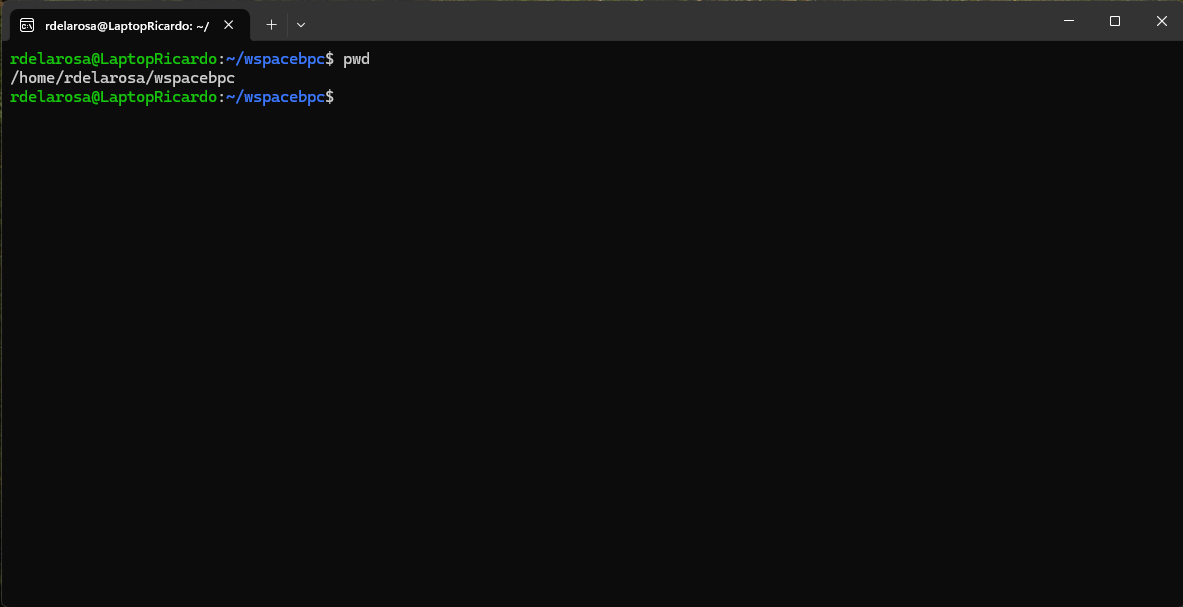 rdelarosa@LaptopRicardo: ~/
rdelarosa@LaptopRicardo:~/wspacebpc$ pwd
/home/rdelarosa/wspacebpc
rdelarosa@LaptopRicardo:~/wspacebpc$